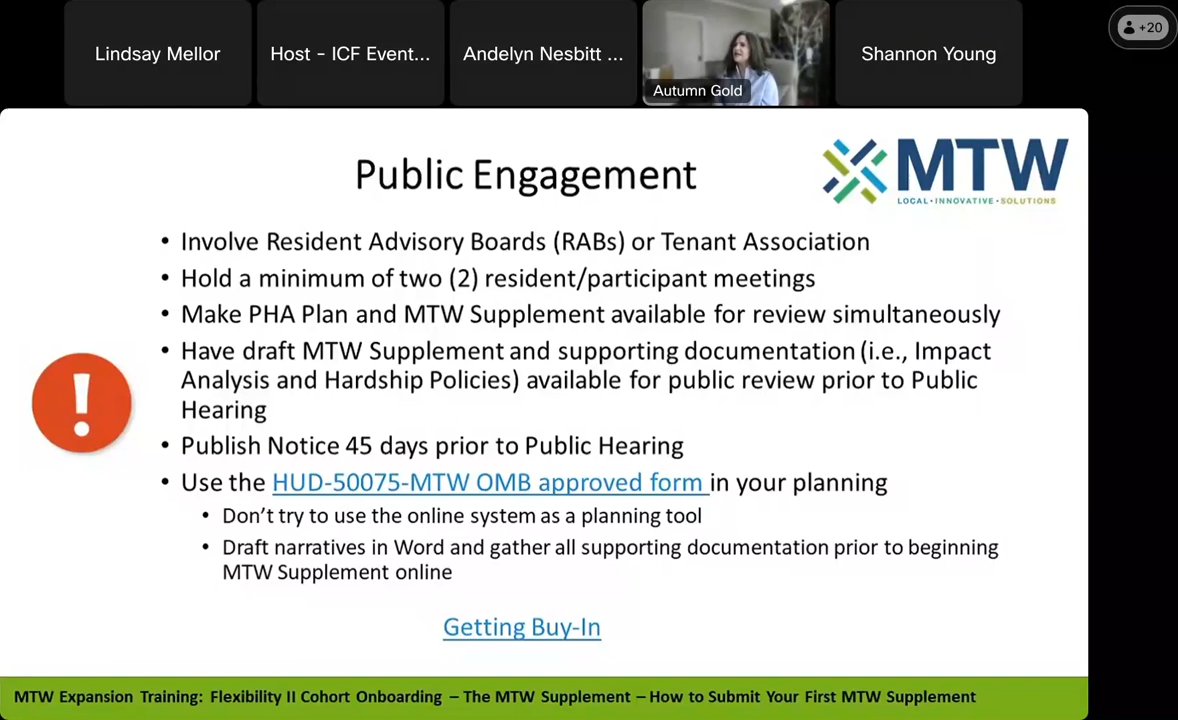 Lindsay Mellor
Host - ICF Event...
Andelyn Nesbitt ...
Autumn Gold
Shannon Young
+20
Public Engagement
MTW
LOCAL • INNOVATIVE • SOLUTIONS
• Involve Resident Advisory Boards (RABs) or Tenant Association
• Hold a minimum of two (2) resident/participant meetings
• Make PHA Plan and MTW Supplement available for review simultaneously
• Have draft MTW Supplement and supporting documentation (i.e., Impact
Analysis and Hardship Policies) available for public review prior to Public
Hearing
• Publish Notice 45 days prior to Public Hearing
• Use the HUD-50075-MTW OMB approved form in your planning
• Don't try to use the online system as a planning tool
• Draft narratives in Word and gather all supporting documentation prior to beginning
MTW Supplement online
Getting Buy-In
MTW Expansion Training: Flexibility II Cohort Onboarding – The MTW Supplement – How to Submit Your First MTW Supplement